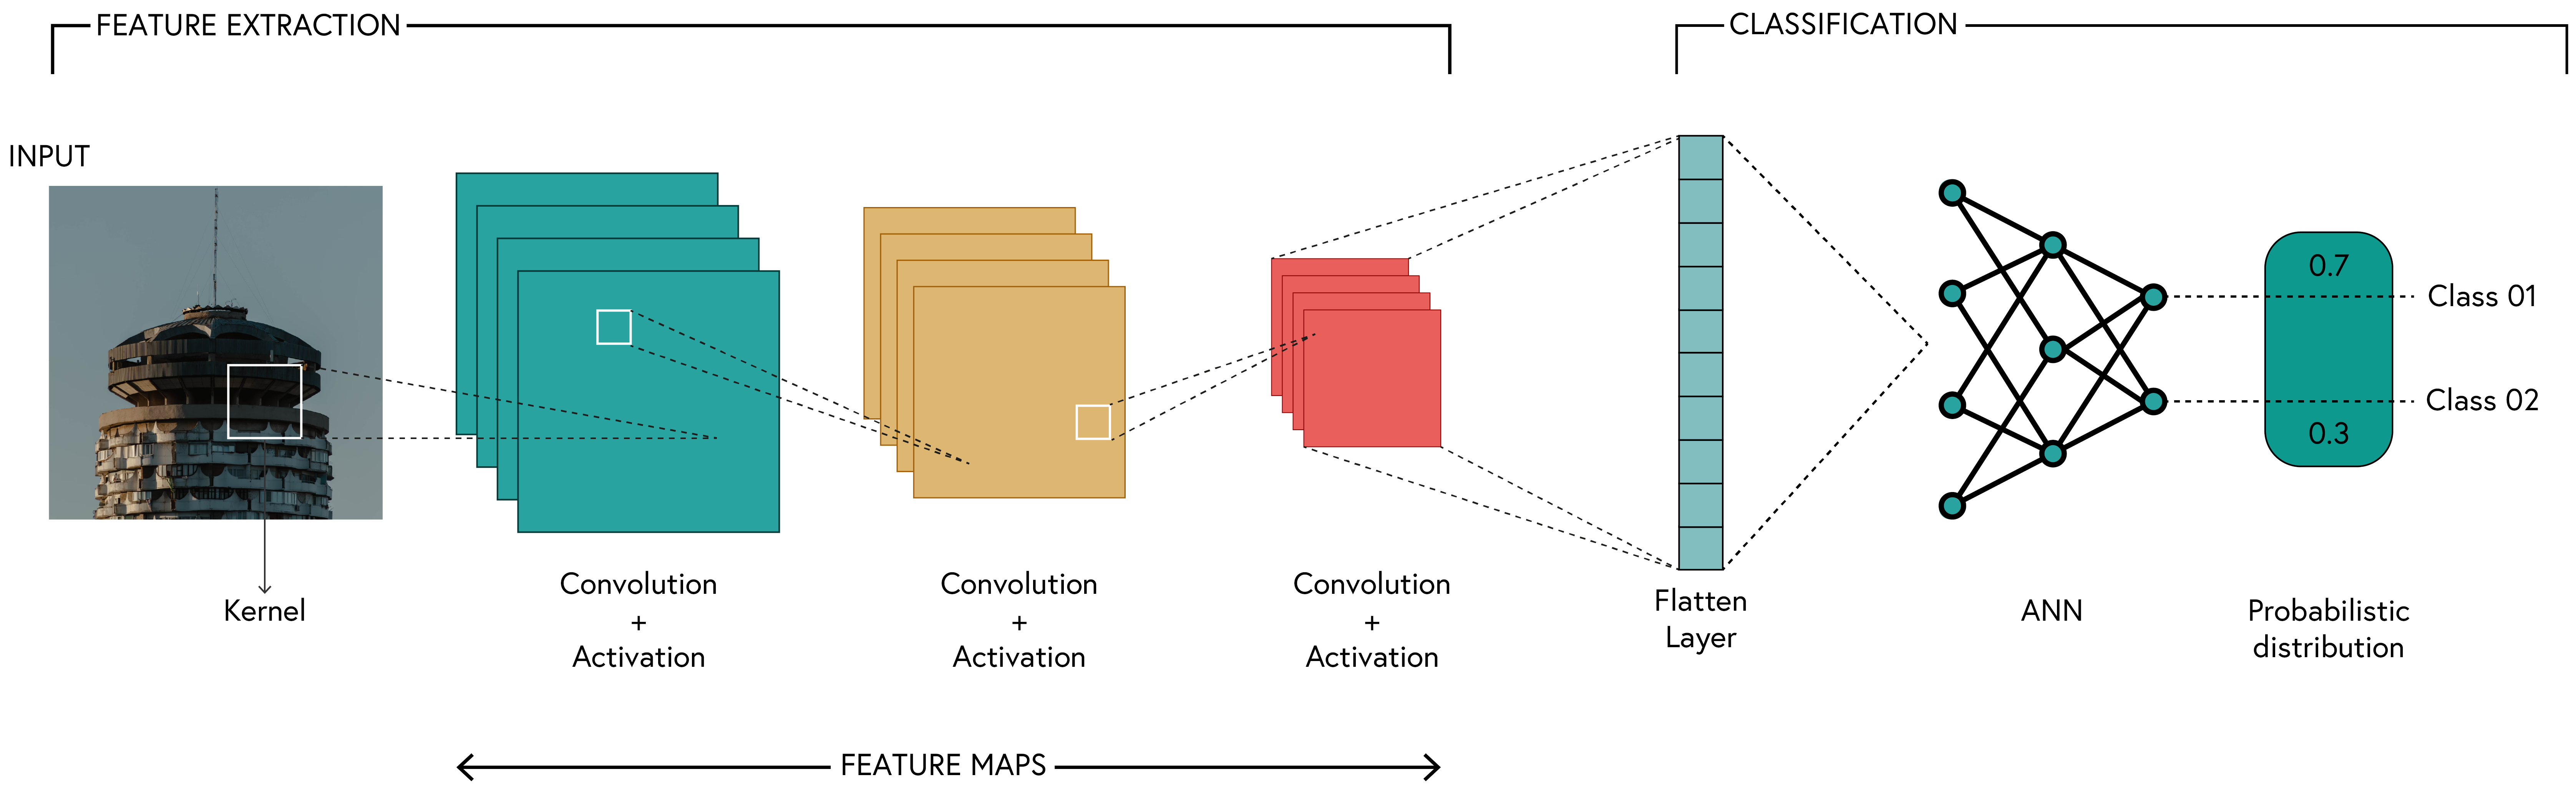 FEATURE EXTRACTION
CLASSIFICATION
INPUT
0.7
Class 01
Class 02
0.3
Kernel
Convolution
+
Activation
Convolution
+
Activation
Convolution
+
Activation
Flatten
Layer
ANN
Probabilistic
distribution
FEATURE MAPS